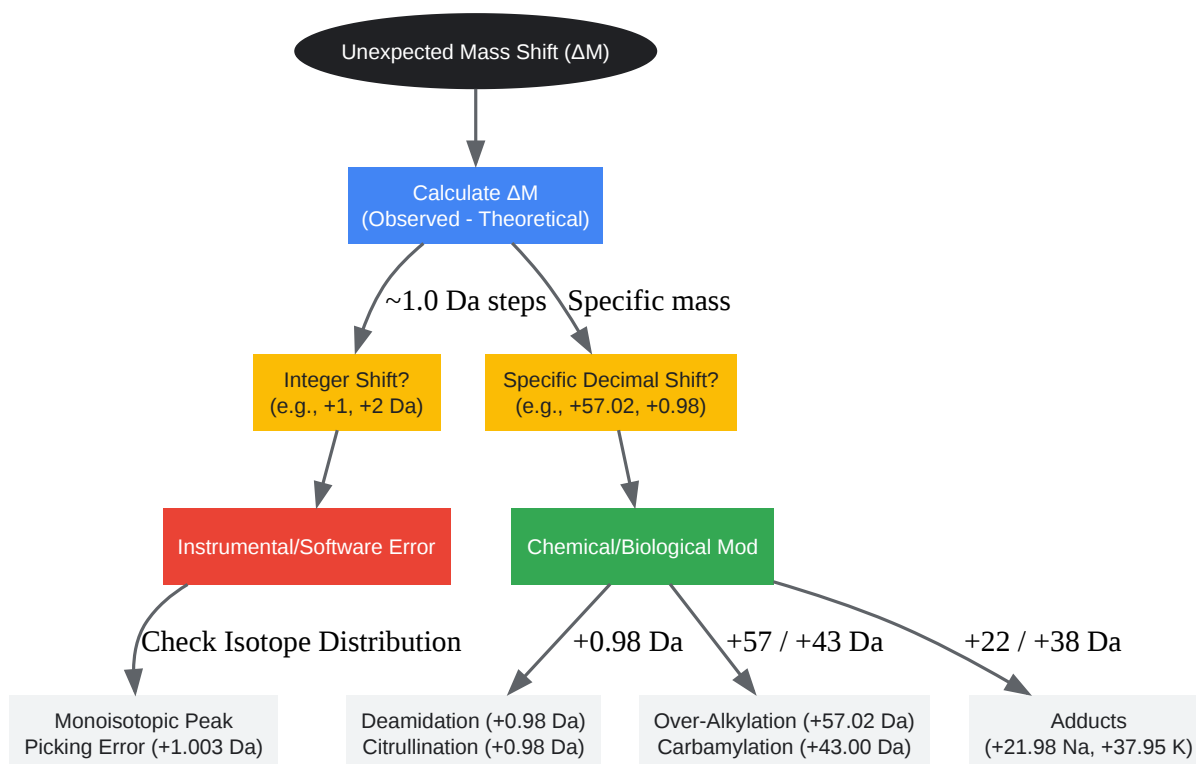 Unexpected Mass Shift (ΔM)
Calculate ΔM
(Observed - Theoretical)
~1.0 Da steps
Specific mass
Integer Shift?
(e.g., +1, +2 Da)
Specific Decimal Shift?
(e.g., +57.02, +0.98)
Instrumental/Software Error
Chemical/Biological Mod
Check Isotope Distribution
+0.98 Da
+57 / +43 Da
+22 / +38 Da
Monoisotopic Peak
Picking Error (+1.003 Da)
Deamidation (+0.98 Da)
Citrullination (+0.98 Da)
Over-Alkylation (+57.02 Da)
Carbamylation (+43.00 Da)
Adducts
(+21.98 Na, +37.95 K)